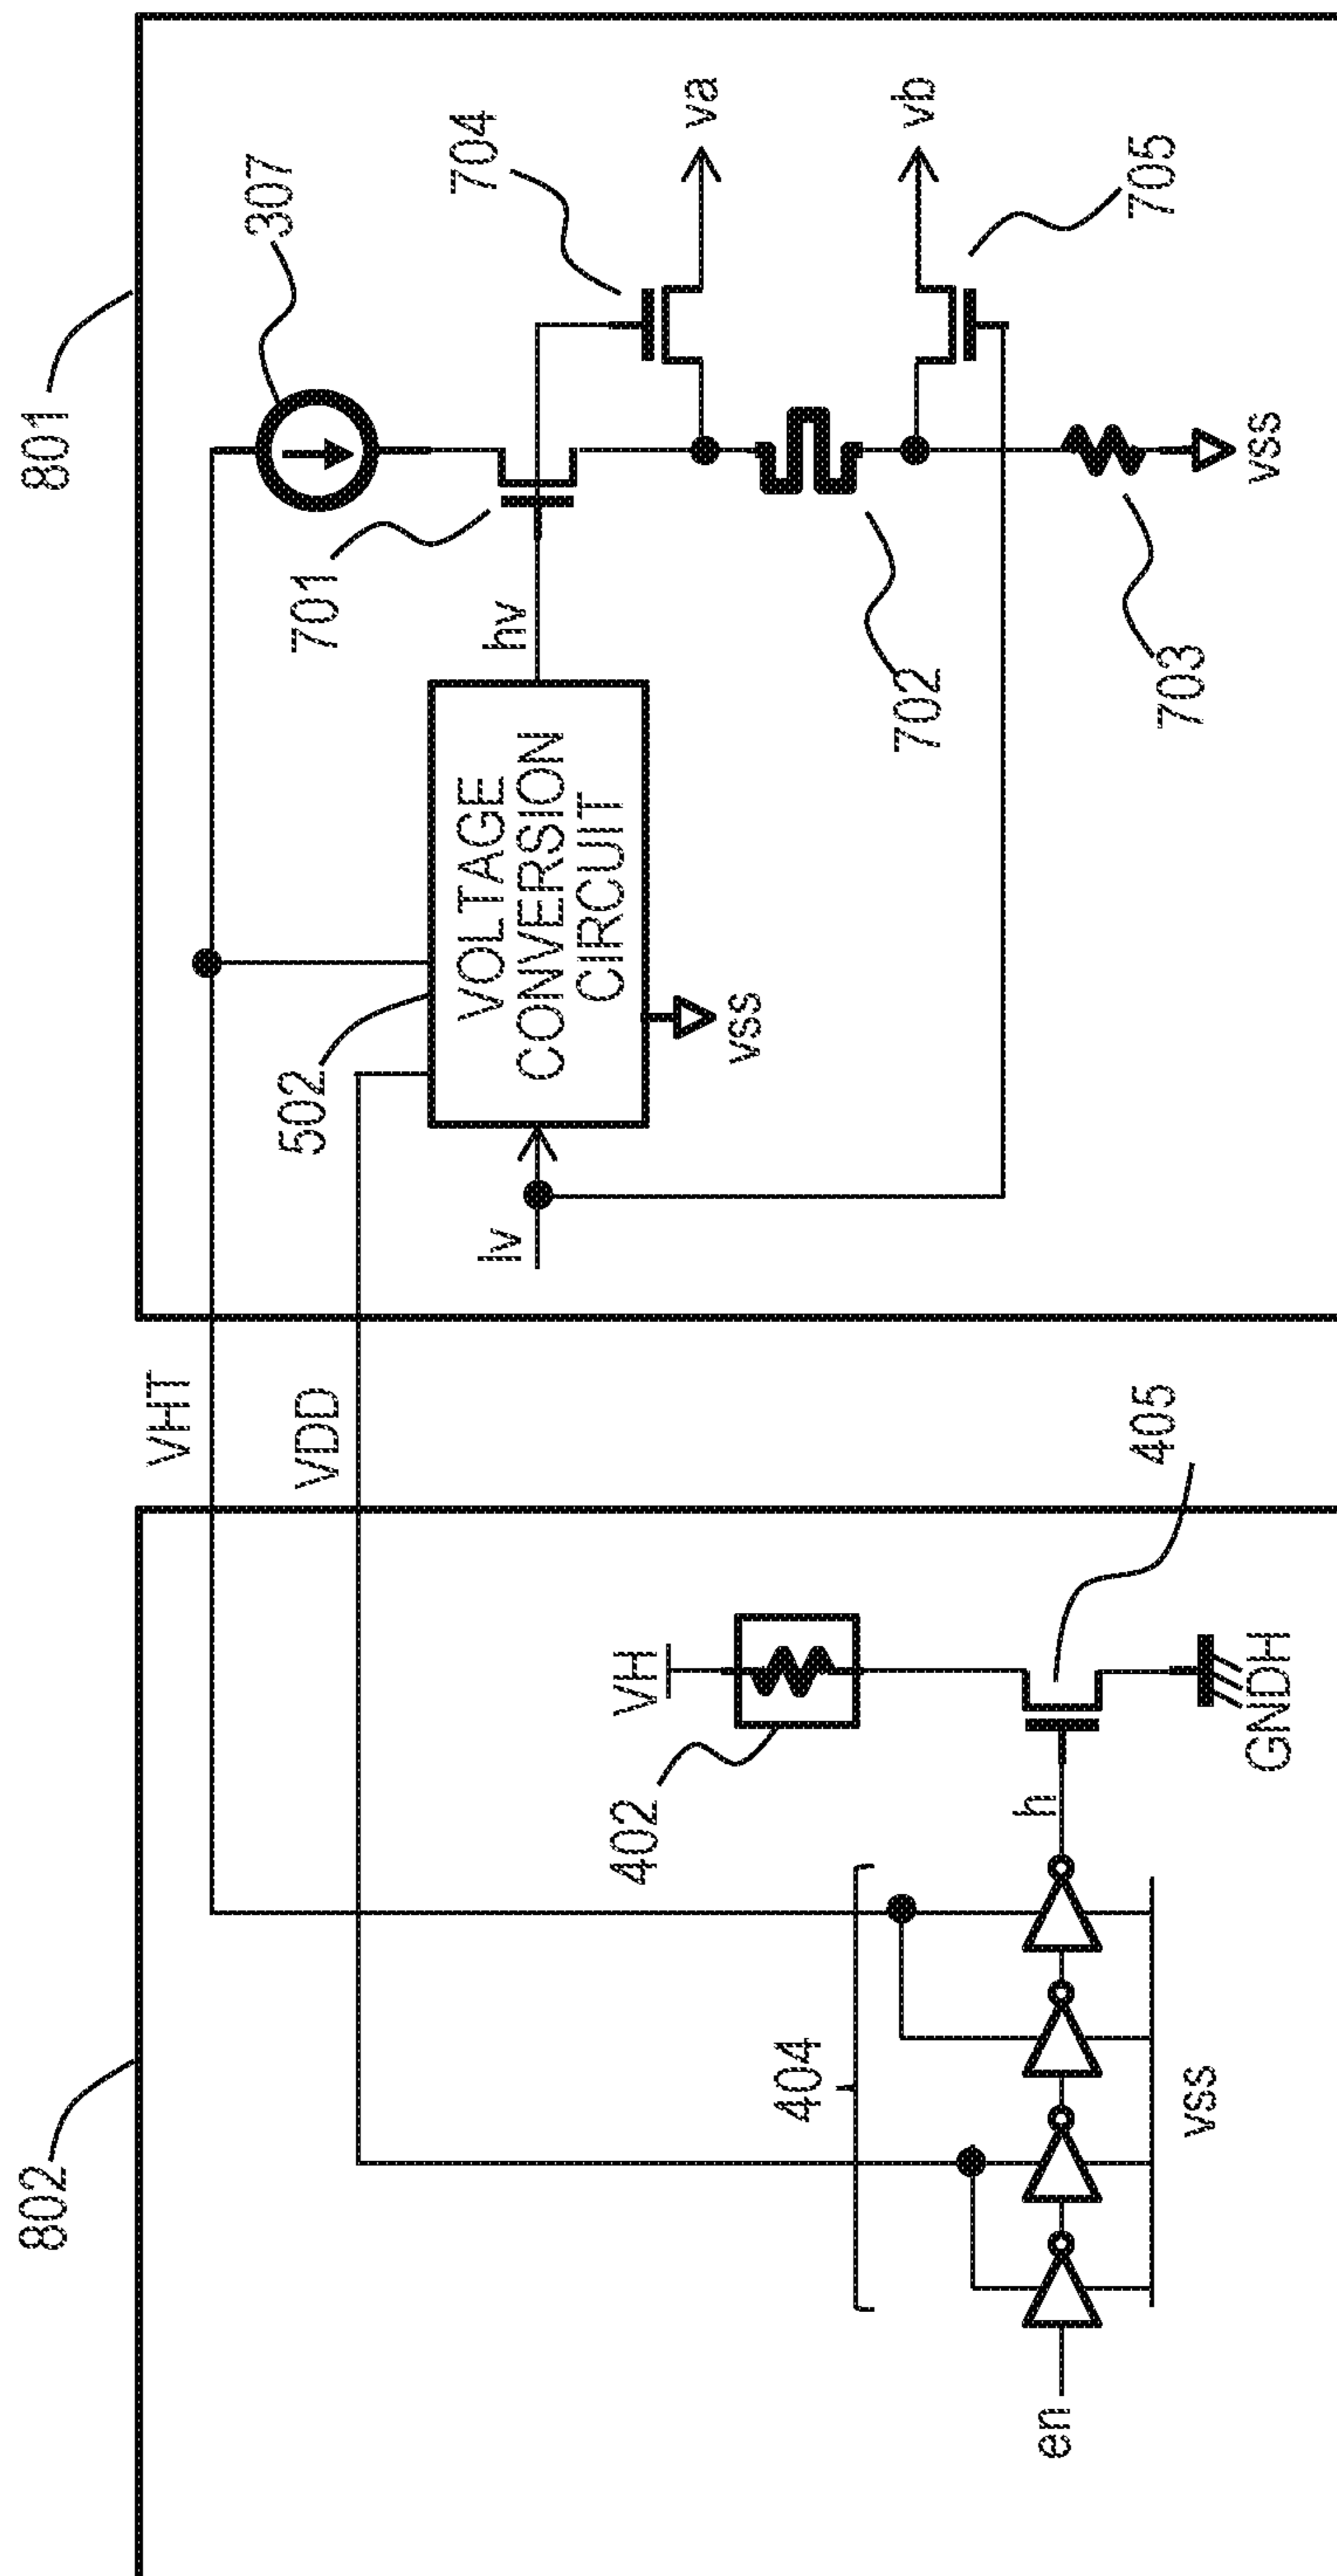 802
801
VHT
VDD
307
704
va
701
hv
502
VOLTAGE
CONVERSION
CIRCUIT
lv
vss
702
vb
705
703
vss
404
402
VH
405
h
en
vss
GNDH